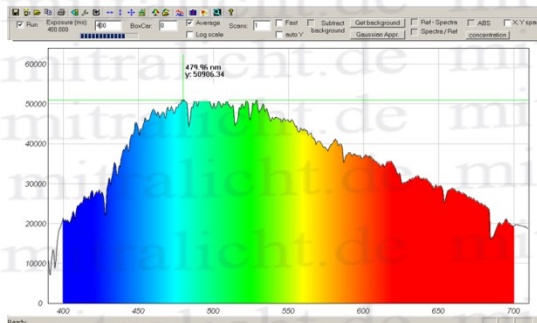 Run Exposure (ms): 400 BoxCar: 0 Average Scans: 1 Fast Subtract background Get background Ref - Spectra ABS X,Y
400.000 Log scale auto Y Gaussian Appr. Spectra / Ref concentration
mitralicht.de
479.96 nm
y: 50906.34
60000
50000
40000
30000
20000
10000
0
400 450 500 550 600 650 700
Ready